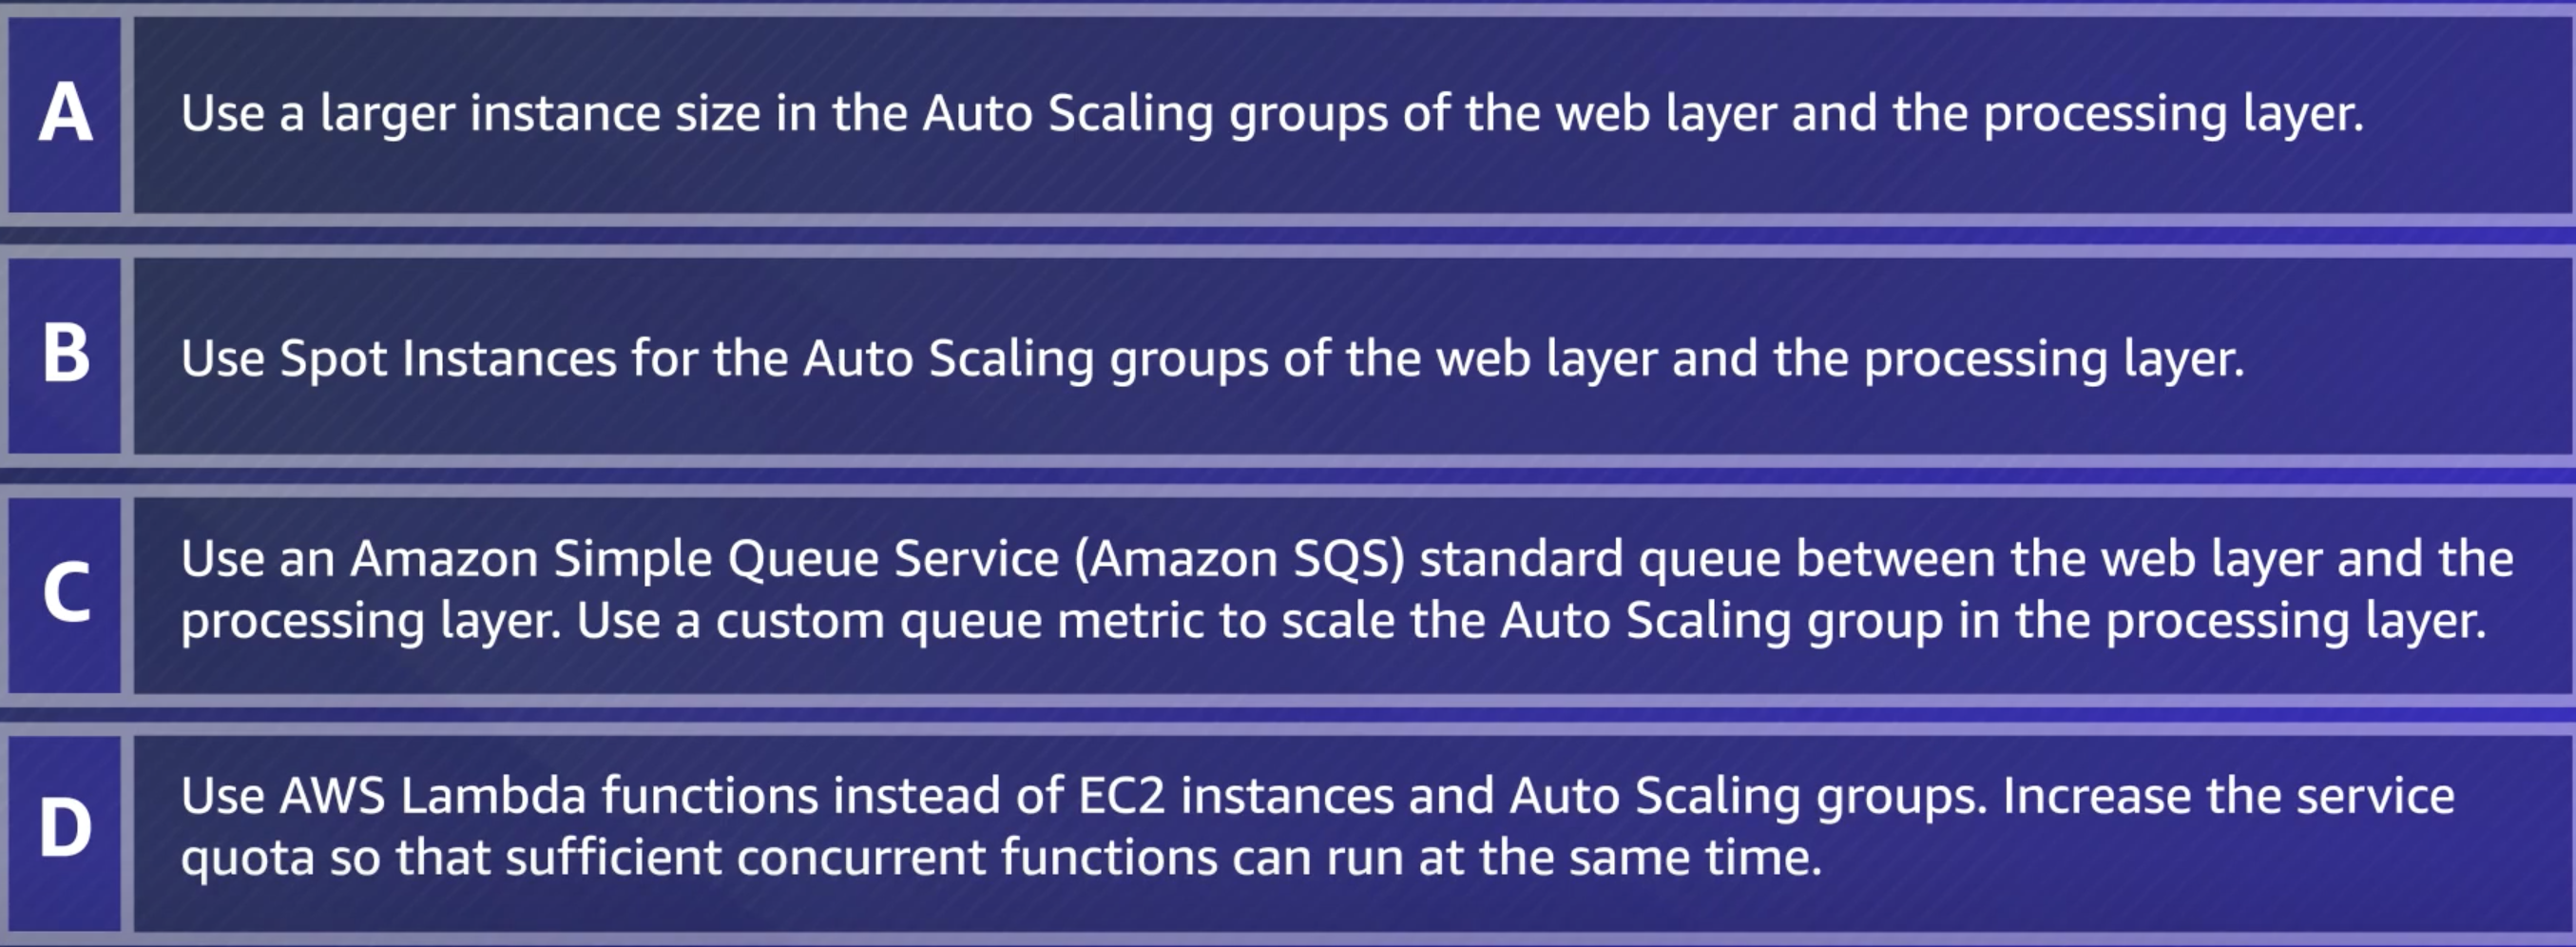 A
Use a larger instance size in the Auto Scaling groups of the web layer and the processing layer.
B
Use Spot Instances for the Auto Scaling groups of the web layer and the processing layer.
C
Use an Amazon Simple Queue Service (Amazon SQS) standard queue between the web layer and the
processing layer. Use a custom queue metric to scale the Auto Scaling group in the processing layer.
D
Use AWS Lambda functions instead of EC2 instances and Auto Scaling groups. Increase the service
quota so that sufficient concurrent functions can run at the same time.